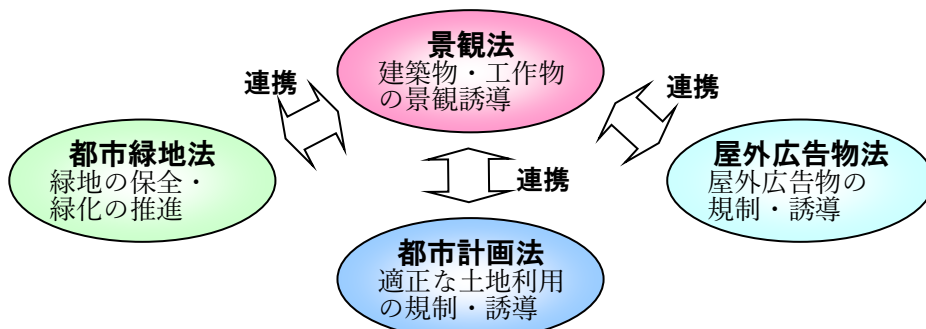 景観法
建築物・工作物
の景観誘導
連携
連携
都市緑地法
緑地の保全・
緑化の推進
屋外広告物法
屋外広告物の
規制・誘導
連携
都市計画法
適正な土地利用
の規制・誘導